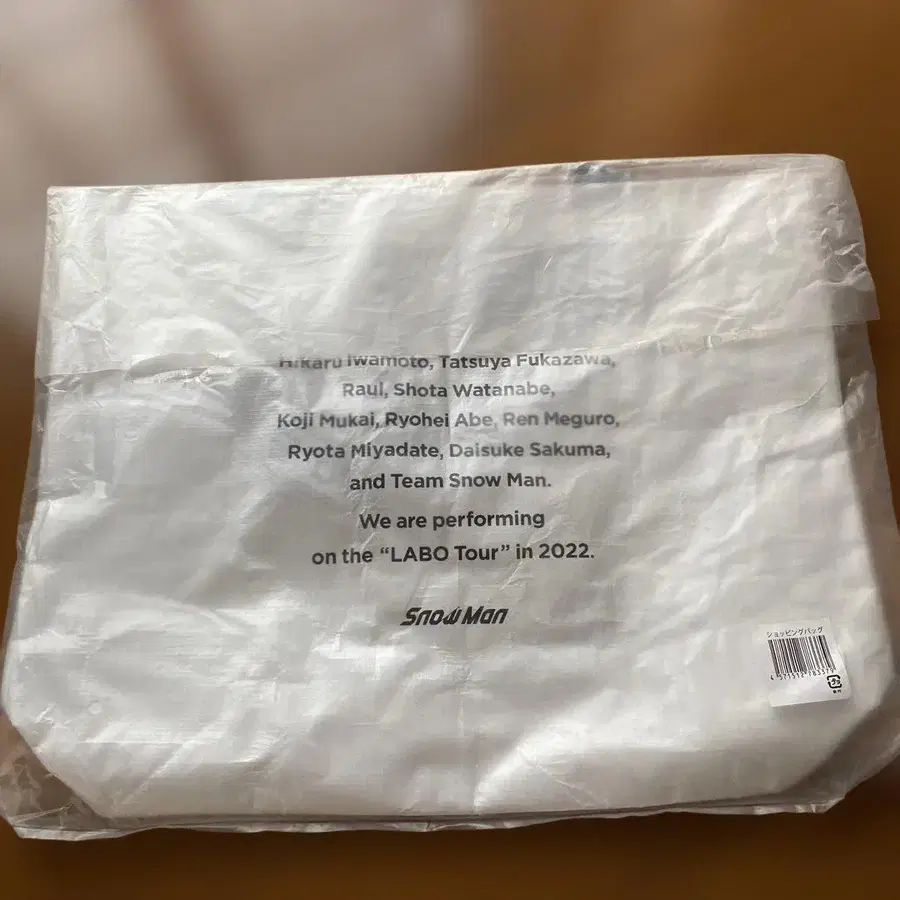 Hikaru Iwamoto, Tatsuya Fukazawa,
Raul, Shota Watanabe,
Koji Mukai, Ryohei Abe, Ren Meguro,
Ryota Miyadate, Daisuke Sakuma,
and Team Snow Man.
We are performing
on the “LABO Tour” in 2022.
Snow Man
ショッピングバッグ